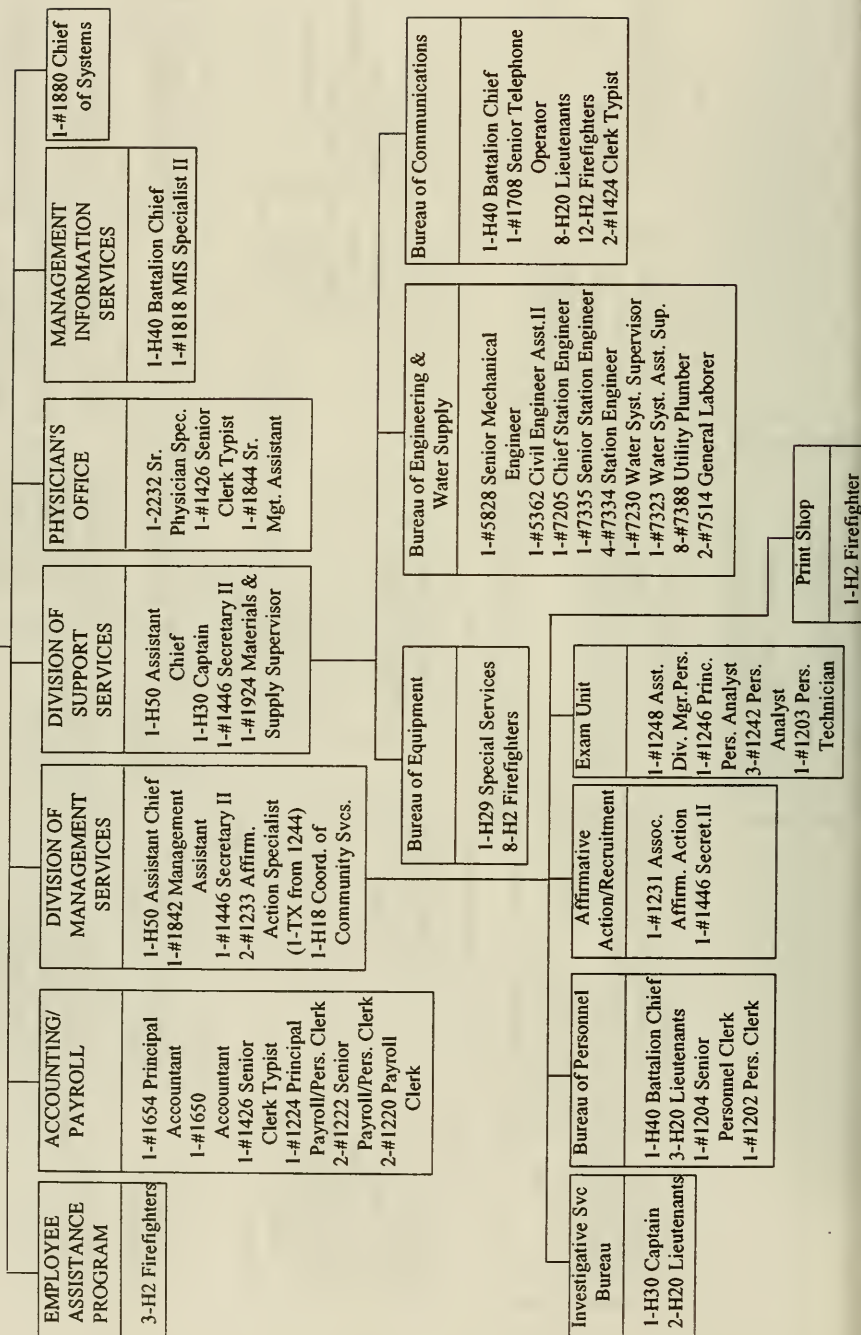 EMPLOYEE
ASSISTANCE
PROGRAM
3-H2 Firefighters
ACCOUNTING/
PAYROLL
1-#1654 Principal
Accountant
1-#1650
Accountant
1-#1426 Senior
Clerk Typist
1-#1224 Principal
Payroll/Pers. Clerk
2-#1222 Senior
Payroll/Pers. Clerk
2-#1220 Payroll
Clerk
DIVISION OF
MANAGEMENT
SERVICES
1-H50 Assistant Chief
1-#1842 Management
Assistant
1-#1446 Secretary II
2-#1233 Affirm.
Action Specialist
(1-TX from 1244)
1-H18 Coord. of
Community Svcs.
DIVISION OF
SUPPORT
SERVICES
1-H50 Assistant
Chief
1-H30 Captain
1-#1446 Secretary II
1-#1924 Materials &
Supply Supervisor
PHYSICIAN'S
OFFICE
1-2232 Sr.
Physician Spec.
1-#1426 Senior
Clerk Typist
1-#1844 Sr.
Mgt. Assistant
MANAGEMENT
INFORMATION
SERVICES
1-H40 Battalion Chief
1-#1818 MIS Specialist II
1-#1880 Chief
of Systems
Bureau of Equipment
1-H29 Special Services
8-H2 Firefighters
Bureau of Engineering &
Water Supply
1-#5828 Senior Mechanical
Engineer
1-#5362 Civil Engineer Asst.II
1-#7205 Chief Station Engineer
1-#7335 Senior Station Engineer
4-#7334 Station Engineer
1-#7230 Water Syst. Supervisor
1-#7323 Water Syst. Asst. Sup.
8-#7388 Utility Plumber
2-#7514 General Laborer
Bureau of Communications
1-H40 Battalion Chief
1-#1708 Senior Telephone
Operator
8-H20 Lieutenants
12-H2 Firefighters
2-#1424 Clerk Typist
Investigative Svc
Bureau
1-H30 Captain
2-H20 Lieutenants
Bureau of Personnel
1-H40 Battalion Chief
3-H20 Lieutenants
1-#1204 Senior
Personnel Clerk
1-#1202 Pers. Clerk
Affirmative
Action/Recruitment
1-#1231 Assoc.
Affirm. Action
1-#1446 Secret.II
Exam Unit
1-#1248 Asst.
Div. Mgr.Pers.
1-#1246 Princ.
Pers. Analyst
3-#1242 Pers.
Analyst
1-#1203 Pers.
Technician
Print Shop
1-H2 Firefighter